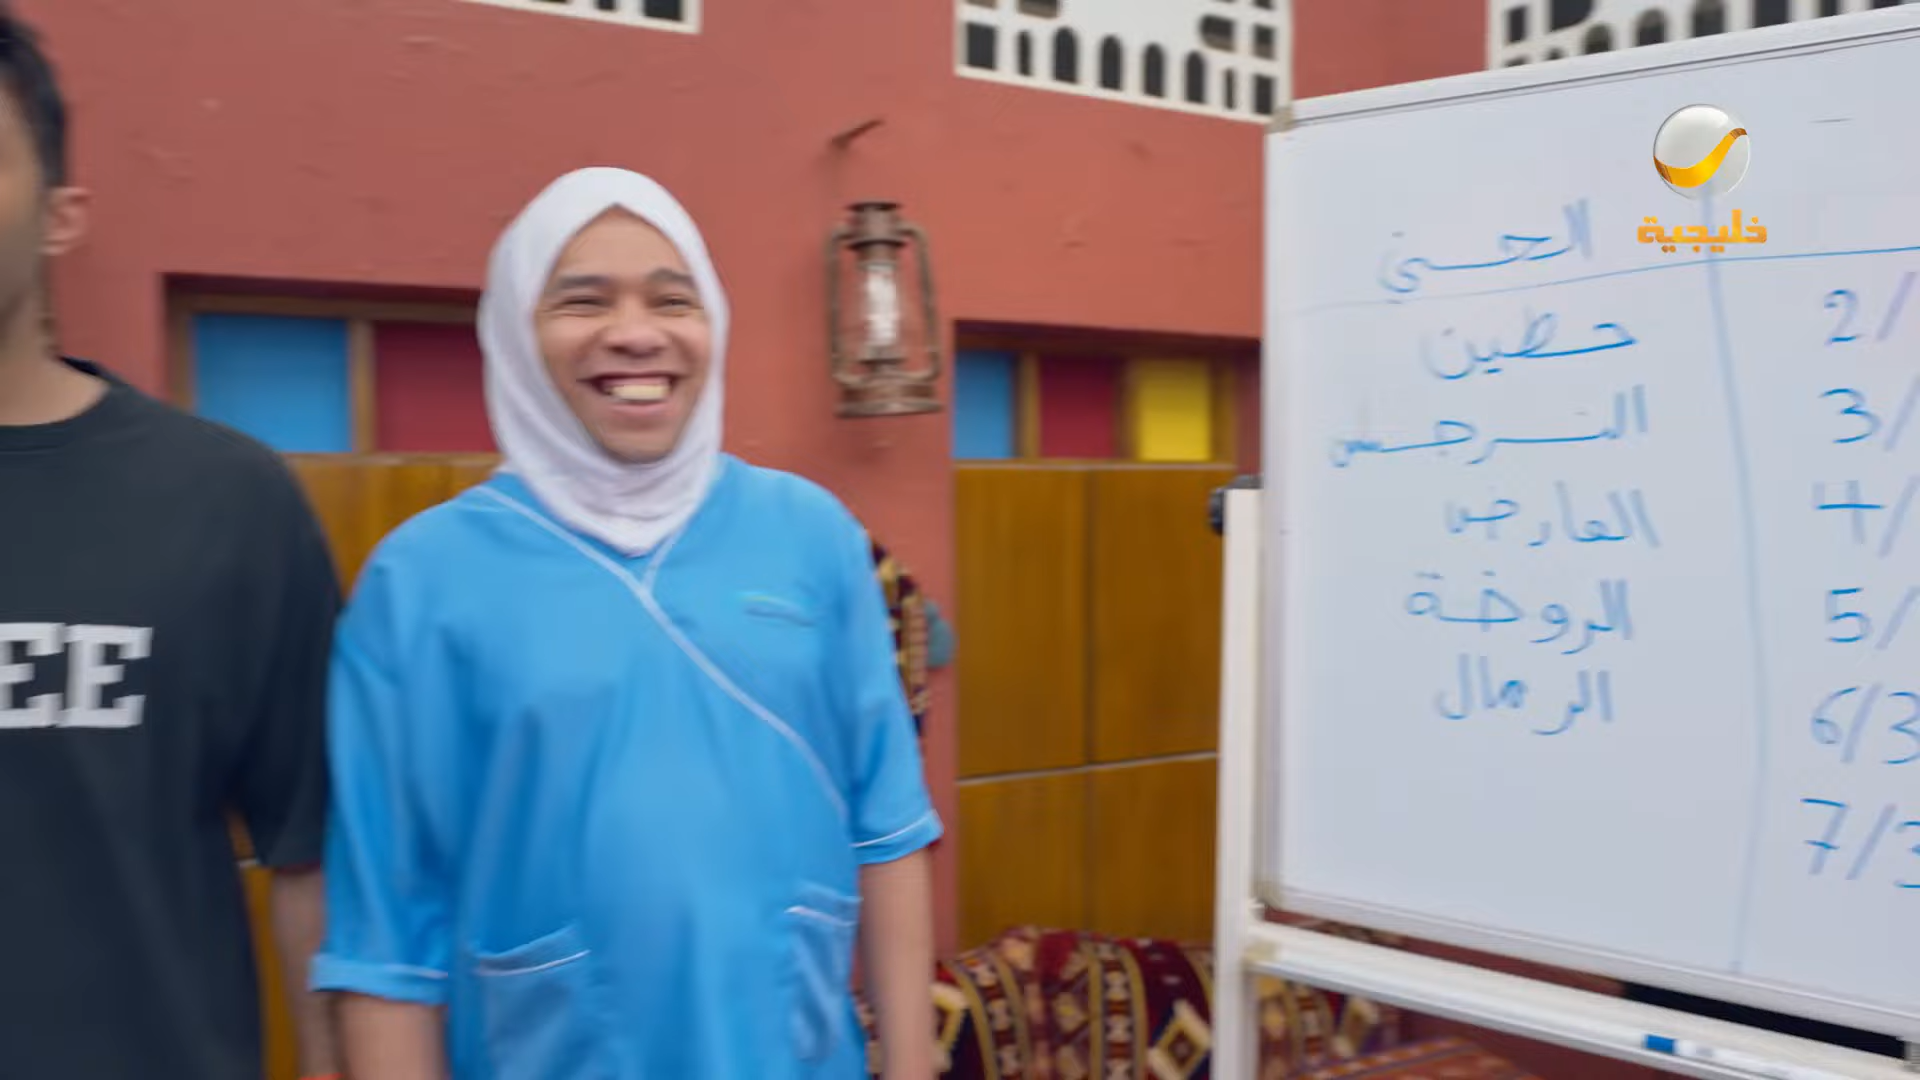 خليجية
الحي
حطين
2/
النرجس
3/
العارض
4/
الروضة
5/
الرمال
6/3
7/3
EE